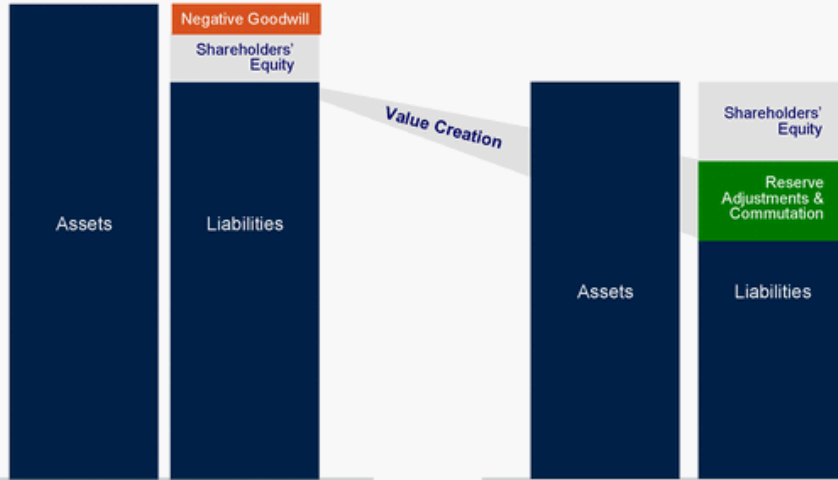 Negative Goodwill
Shareholders'
Equity
Value Creation
Assets
Liabilities
Shareholders'
Equity
Reserve
Adjustments &
Commutation
Assets
Liabilities